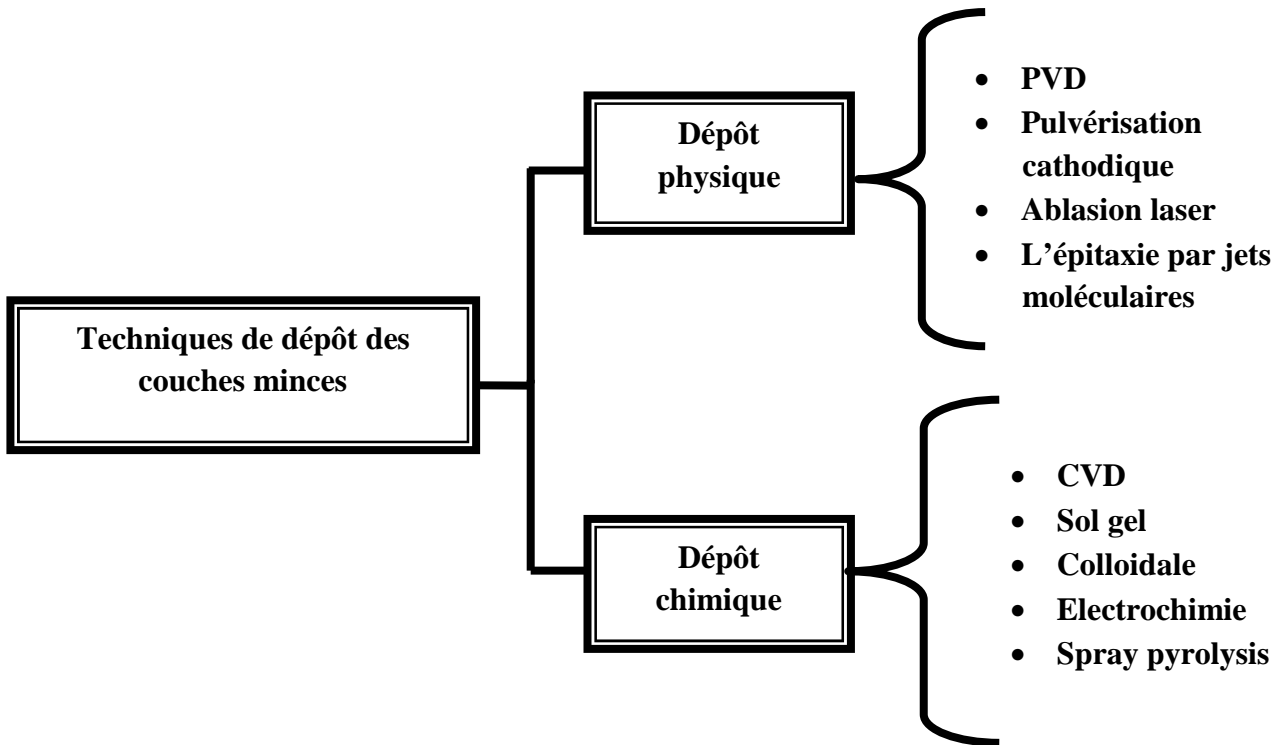 Techniques de dépôt des
couches minces
Dépôt
physique
• PVD
• Pulvérisation
cathodique
• Ablasion laser
• L’épitaxie par jets
moléculaires
Dépôt
chimique
• CVD
• Sol gel
• Colloidale
• Electrochimie
• Spray pyrolysis